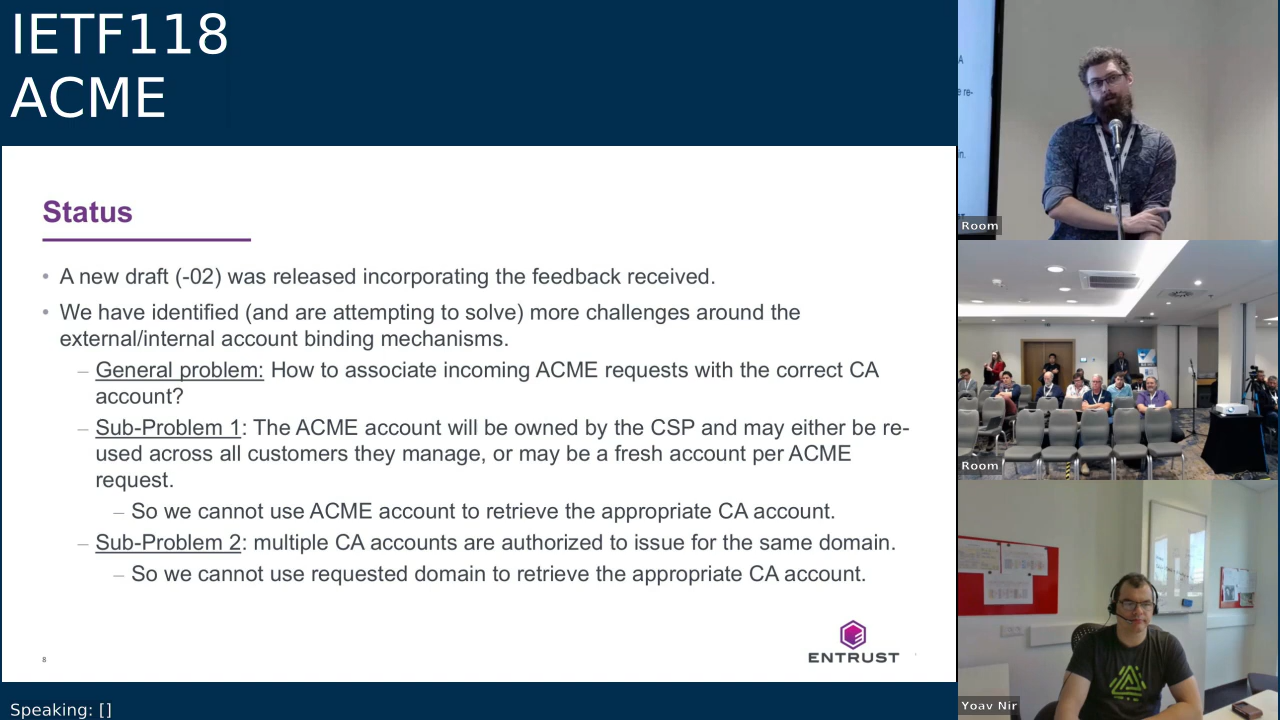 IETF118
ACME
Status
• A new draft (-02) was released incorporating the feedback received.
• We have identified (and are attempting to solve) more challenges around the
external/internal account binding mechanisms.
– General problem: How to associate incoming ACME requests with the correct CA
account?
– Sub-Problem 1: The ACME account will be owned by the CSP and may either be re-
used across all customers they manage, or may be a fresh account per ACME
request.
– So we cannot use ACME account to retrieve the appropriate CA account.
– Sub-Problem 2: multiple CA accounts are authorized to issue for the same domain.
– So we cannot use requested domain to retrieve the appropriate CA account.
8
ENTRUST
Speaking: []
A
e re-
in.
Room
Room
Yoav Nir